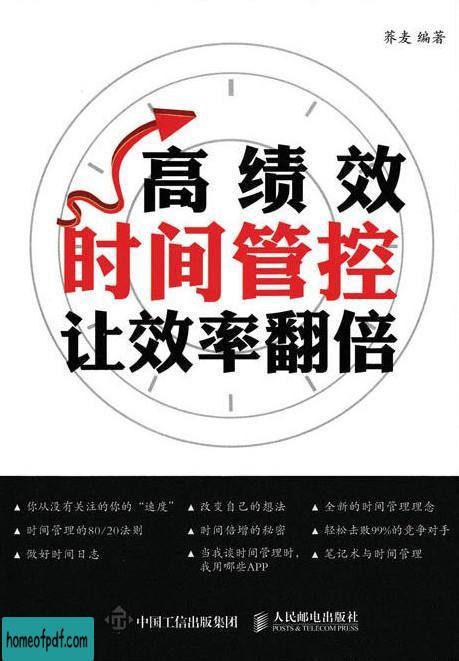 荞麦 编著
高绩效
时间管控
让效率翻倍
▲ 你从没有关注的你的“速度”
▲ 改变自己的想法
▲ 全新的时间管理理念
▲ 时间管理的80/20法则
▲ 时间倍增的秘密
▲ 轻松击败99%的竞争对手
▲ 做好时间日志
▲ 当我谈时间管理时，
我用哪些APP
▲ 笔记术与时间管理
中国工信出版集团
人民邮电出版社
POSTS & TELECOM PRESS
homeofpdf.com